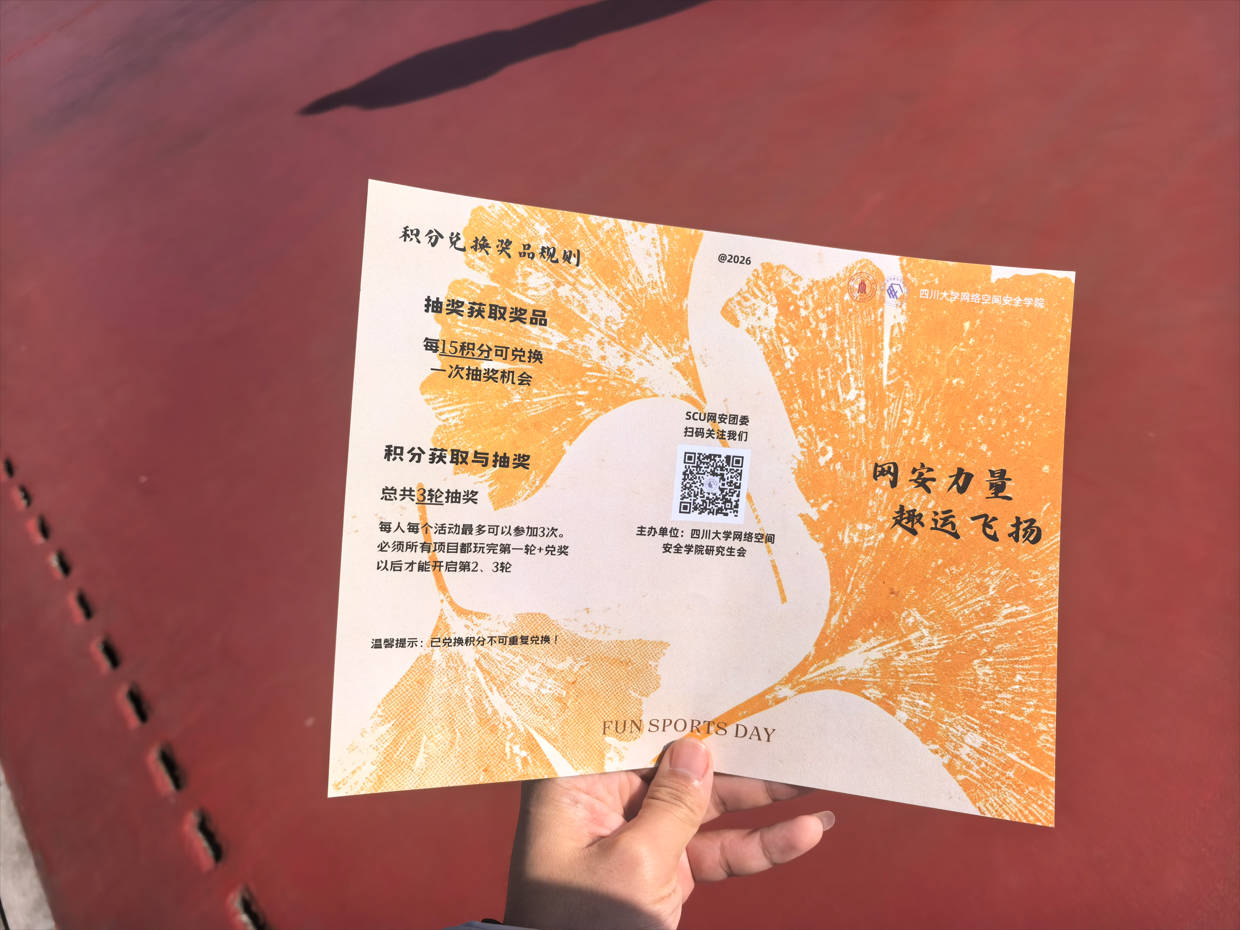 积分兑换奖品规则
抽奖获取奖品
每15积分可兑换
一次抽奖机会
积分获取与抽奖
总共3轮抽奖
每人每个活动最多可以参加3次。
必须所有项目都玩完第一轮+兑奖
以后才能开启第2、3轮
温馨提示：已兑换积分不可重复兑换！
@2026
SCU网安团委
扫码关注我们
主办单位：四川大学网络空间
安全学院研究生会
FUN SPORTS DAY
四川大学网络空间安全学院
网安力量
趣运飞扬